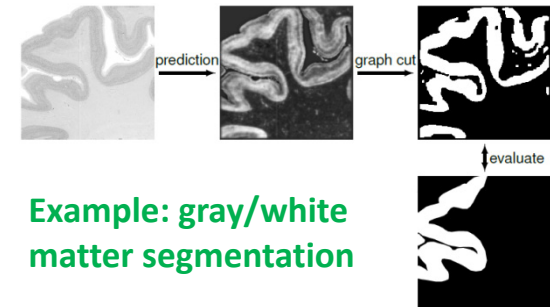 prediction
graph cut
evaluate
Example: gray/white
matter segmentation